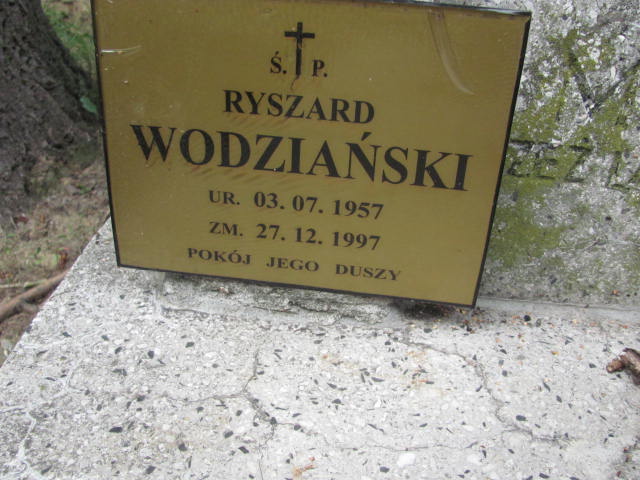 Ś. P.
RYSZARD
WODZIAŃSKI
UR. 03. 07. 1957
ZM. 27. 12. 1997
POKÓJ JEGO DUSZY